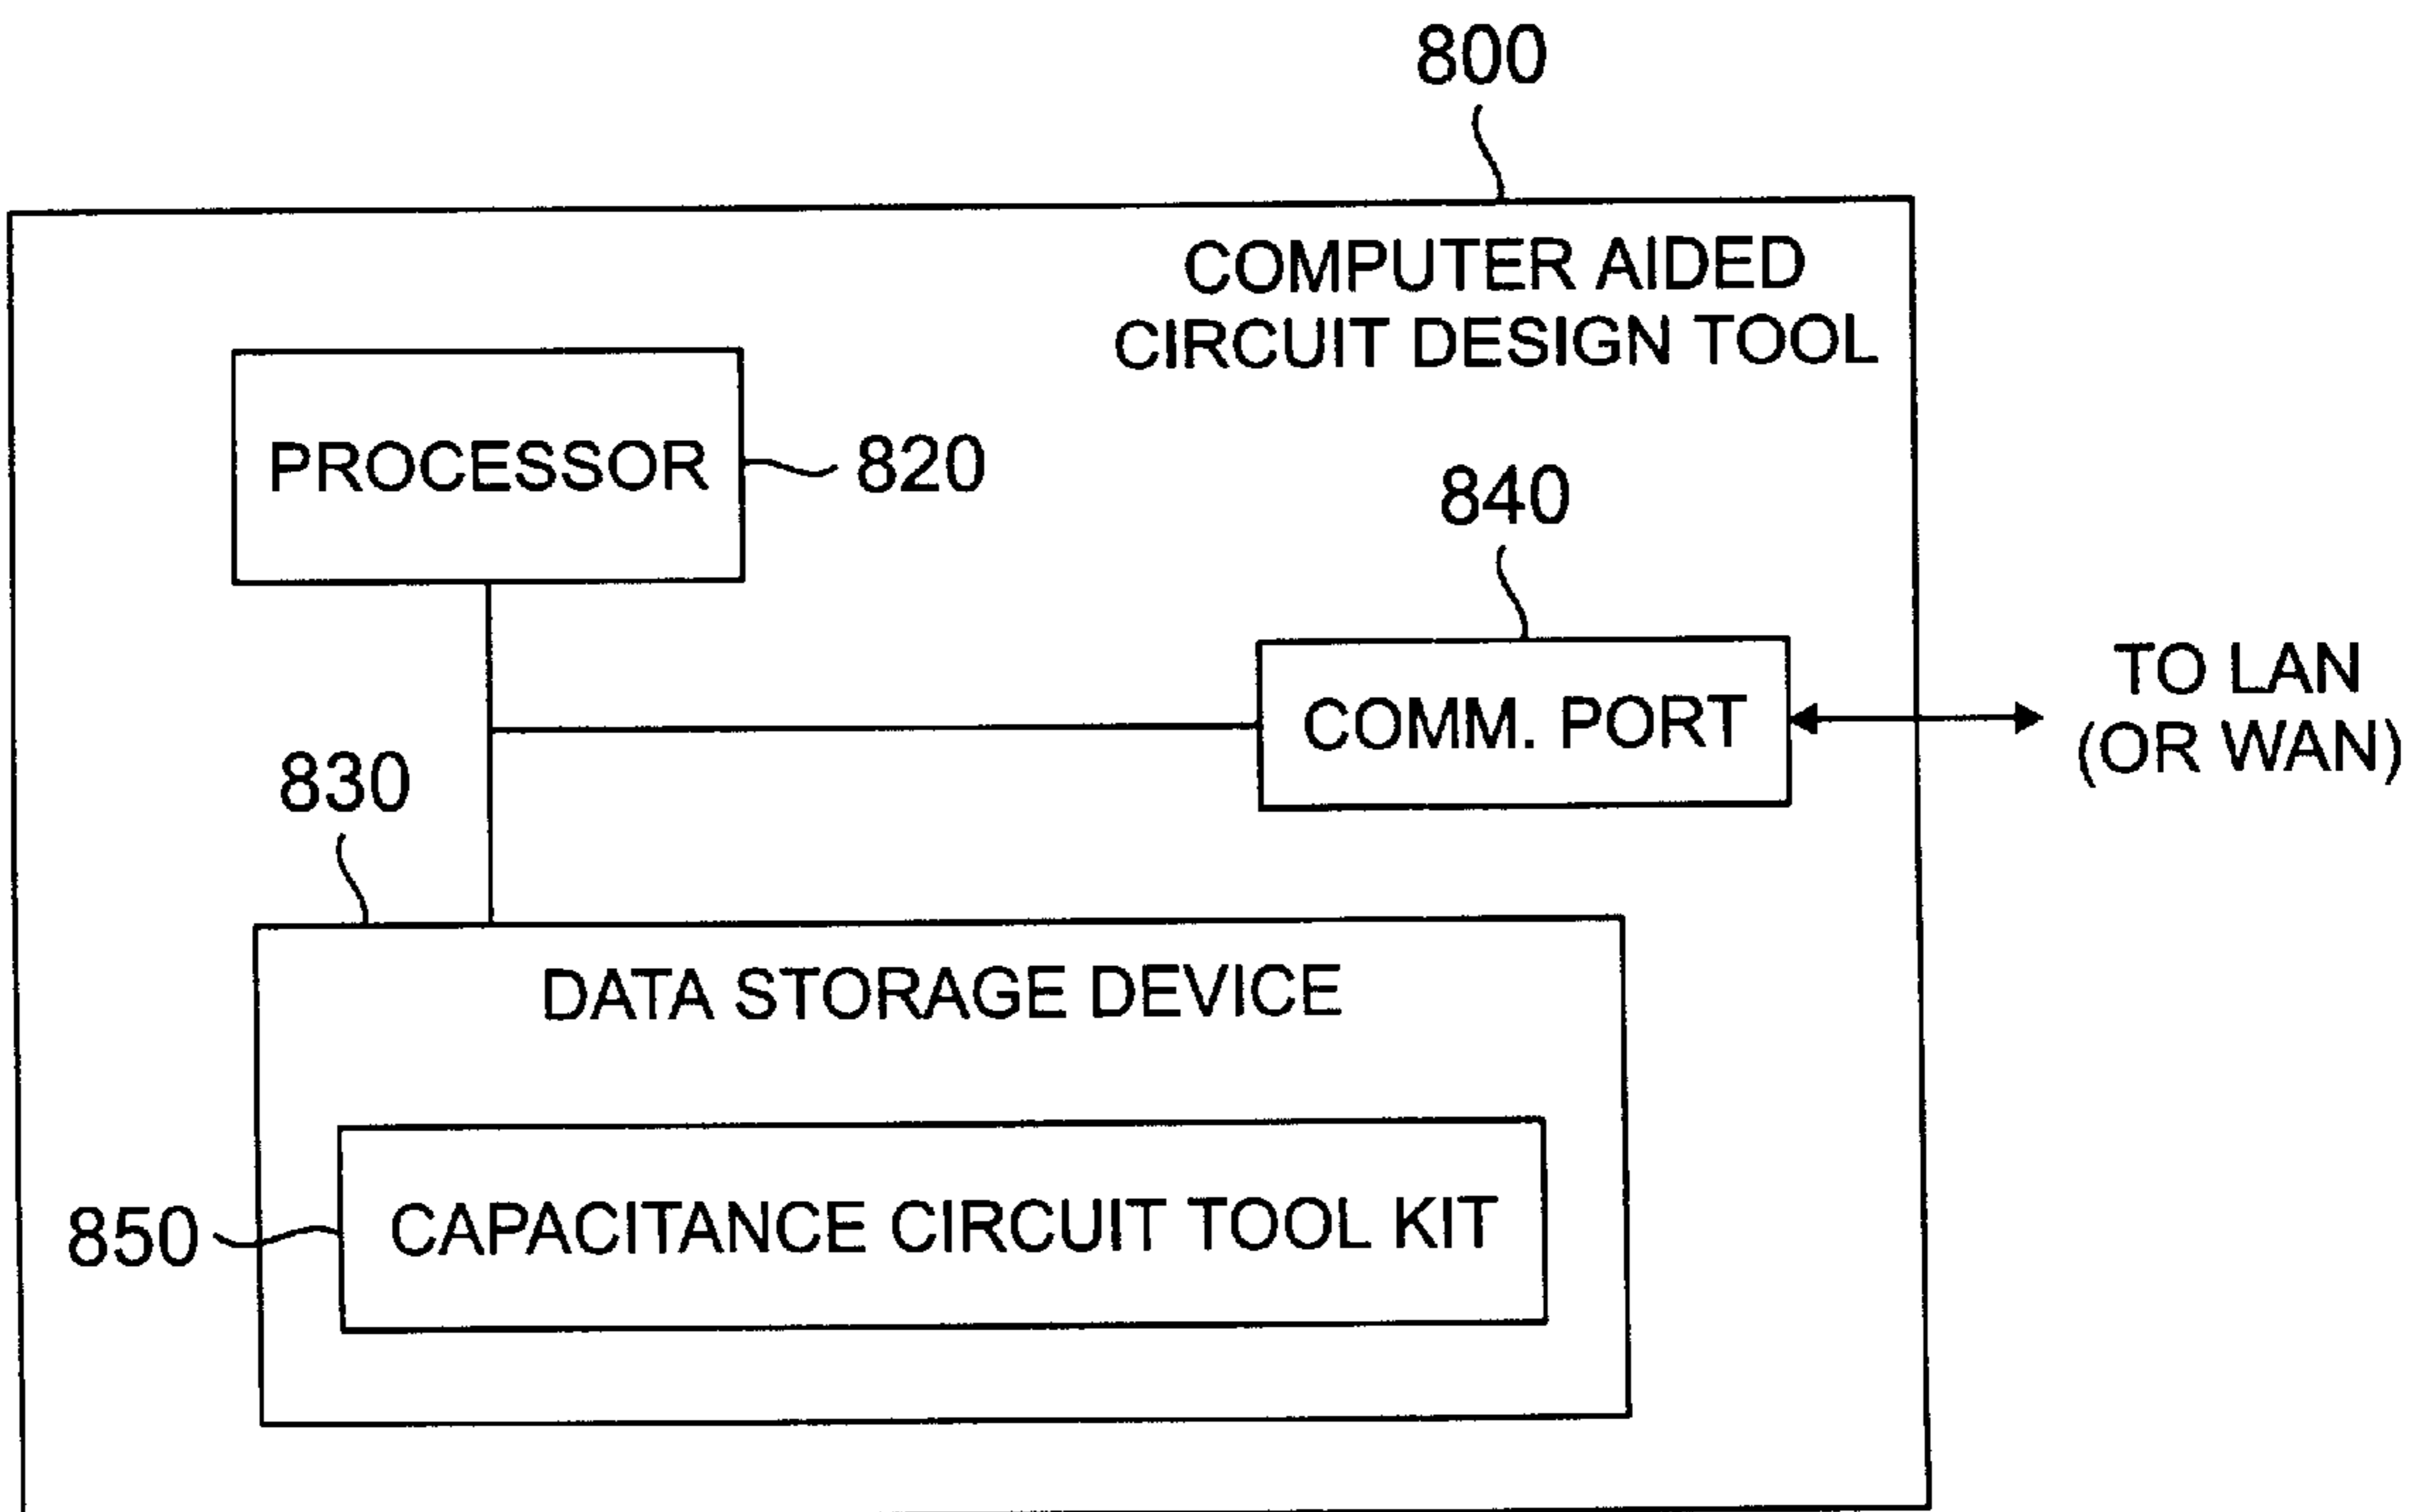 800
COMPUTER AIDED
CIRCUIT DESIGN TOOL
PROCESSOR
820
840
COMM. PORT
TO LAN
(OR WAN)
830
DATA STORAGE DEVICE
850
CAPACITANCE CIRCUIT TOOL KIT